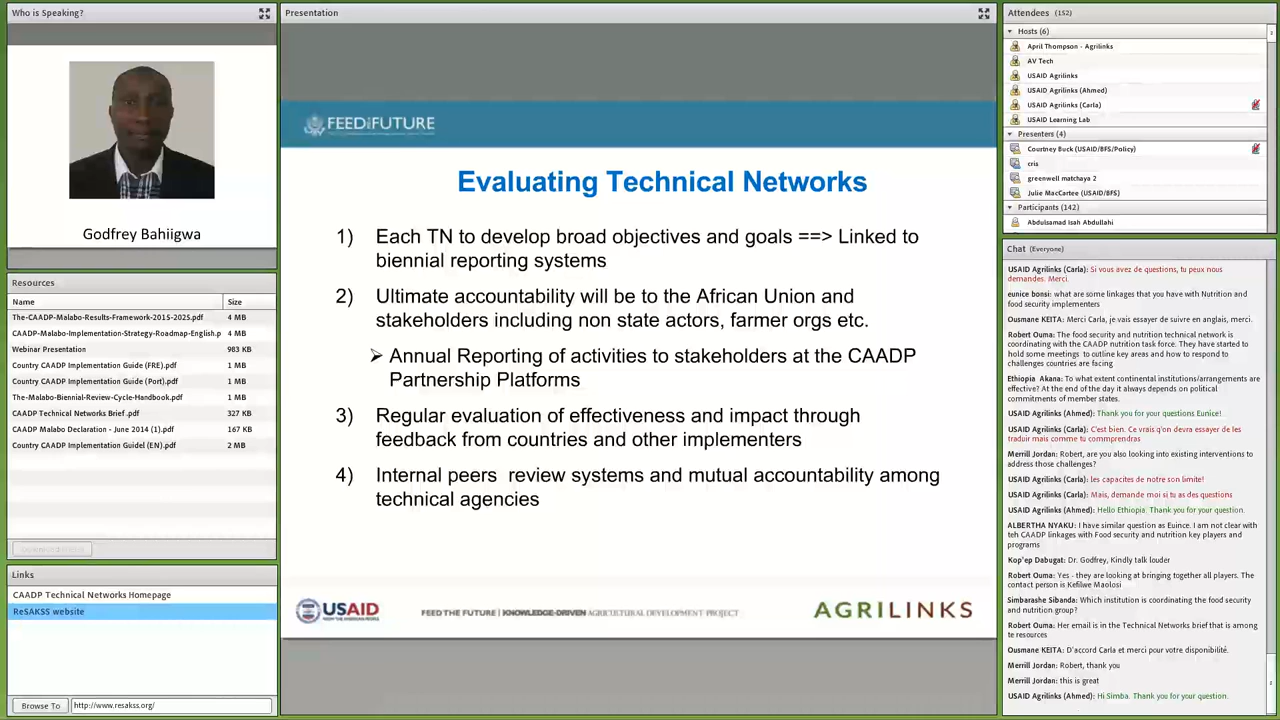 Who is Speaking?
Godfrey Bahiigwa
Resources
Name Size
The-CAADP-Malabo-Results-Framework-2015-2025.pdf 4 MB
CAADP-Malabo-Implementation-Strategy-Roadmap-English.p 4 MB
Webinar Presentation 983 KB
Country CAADP Implementation Guide (FRE).pdf 1 MB
Country CAADP Implementation Guide (Port).pdf 1 MB
The-Malabo-Biennial-Review-Cycle-Handbook.pdf 1 MB
CAADP Technical Networks Brief .pdf 327 KB
CAADP Malabo Declaration - June 2014 (1).pdf 167 KB
Country CAADP Implementation GuideI (EN).pdf 2 MB
Links
CAADP Technical Networks Homepage
ReSAKSS website
Browse To http://www.resakss.org/
Presentation
FEED THE FUTURE
Evaluating Technical Networks
1) Each TN to develop broad objectives and goals ==> Linked to
biennial reporting systems
2) Ultimate accountability will be to the African Union and
stakeholders including non state actors, farmer orgs etc.
➢ Annual Reporting of activities to stakeholders at the CAADP
Partnership Platforms
3) Regular evaluation of effectiveness and impact through
feedback from countries and other implementers
4) Internal peers review systems and mutual accountability among
technical agencies
USAID
FROM THE AMERICAN PEOPLE
FEED THE FUTURE | KNOWLEDGE-DRIVEN AGRICULTURAL DEVELOPMENT PROJECT
AGRILINKS
Attendees (152)
Hosts (6)
April Thompson - Agrilinks
AV Tech
USAID Agrilinks
USAID Agrilinks (Ahmed)
USAID Agrilinks (Carla)
USAID Learning Lab
Presenters (4)
Courtney Buck (USAID/BFS/Policy)
cris
greenwell matchaya 2
Julie MacCartee (USAID/BFS)
Participants (142)
Abdulsamad Isah Abdullahi
Chat (Everyone)
USAID Agrilinks (Carla): Si vous avez de questions, tu peux nous
demandes. Merci.
eunice bonsi: what are some linkages that you have with Nutrition and
food security implementers
Ousmane KEITA: Merci Carla, je vais essayer de suivre en anglais, merci.
Robert Ouma: The food security and nutrition technical network is
coordinating with the CAADP nutrition task force. They have started to
hold some meetings to outline key areas and how to respond to
challenges countries are facing
Ethiopia Akana: To what extent continental institutions/arrangements are
effective? At the end of the day it always depends on political
commitments of member states.
USAID Agrilinks (Ahmed): Thank you for your questions Eunice!
USAID Agrilinks (Carla): C'est bien. Ce vrais q'on devra essayer de les
traduir mais comme tu commprendras
Merrill Jordan: Robert, are you also looking into existing interventions to
address those challenges?
USAID Agrilinks (Carla): les capacites de notre son limite!
USAID Agrilinks (Carla): Mais, demande moi si tu as des questions
USAID Agrilinks (Ahmed): Hello Ethiopia. Thank you for your question.
ALBERTHA NYAKU: I have similar question as Euince. I am not clear with
teh CAADP linkages with Food security and nutrition key players and
programs
Kop'ep Dabugat: Dr. Godfrey, Kindly talk louder
Robert Ouma: Yes - they are looking at bringing together all players. The
contact person is Kefilwe Maolosi
Simbarashe Sibanda: Which institution is coordinating the food security
and nutrition group?
Robert Ouma: Her email is in the Technical Networks brief that is among
te resources
Ousmane KEITA: D'accord Carla et merci pour votre disponibilité.
Merrill Jordan: Robert, thank you
Merrill Jordan: this is great
USAID Agrilinks (Ahmed): Hi Simba. Thank you for your question.